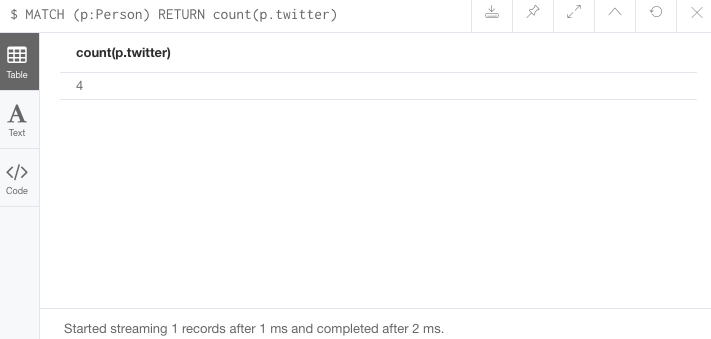 $ MATCH (p:Person) RETURN count(p.twitter)
Table
count(p.twitter)
4
A
Text
</>
Code
Started streaming 1 records after 1 ms and completed after 2 ms.